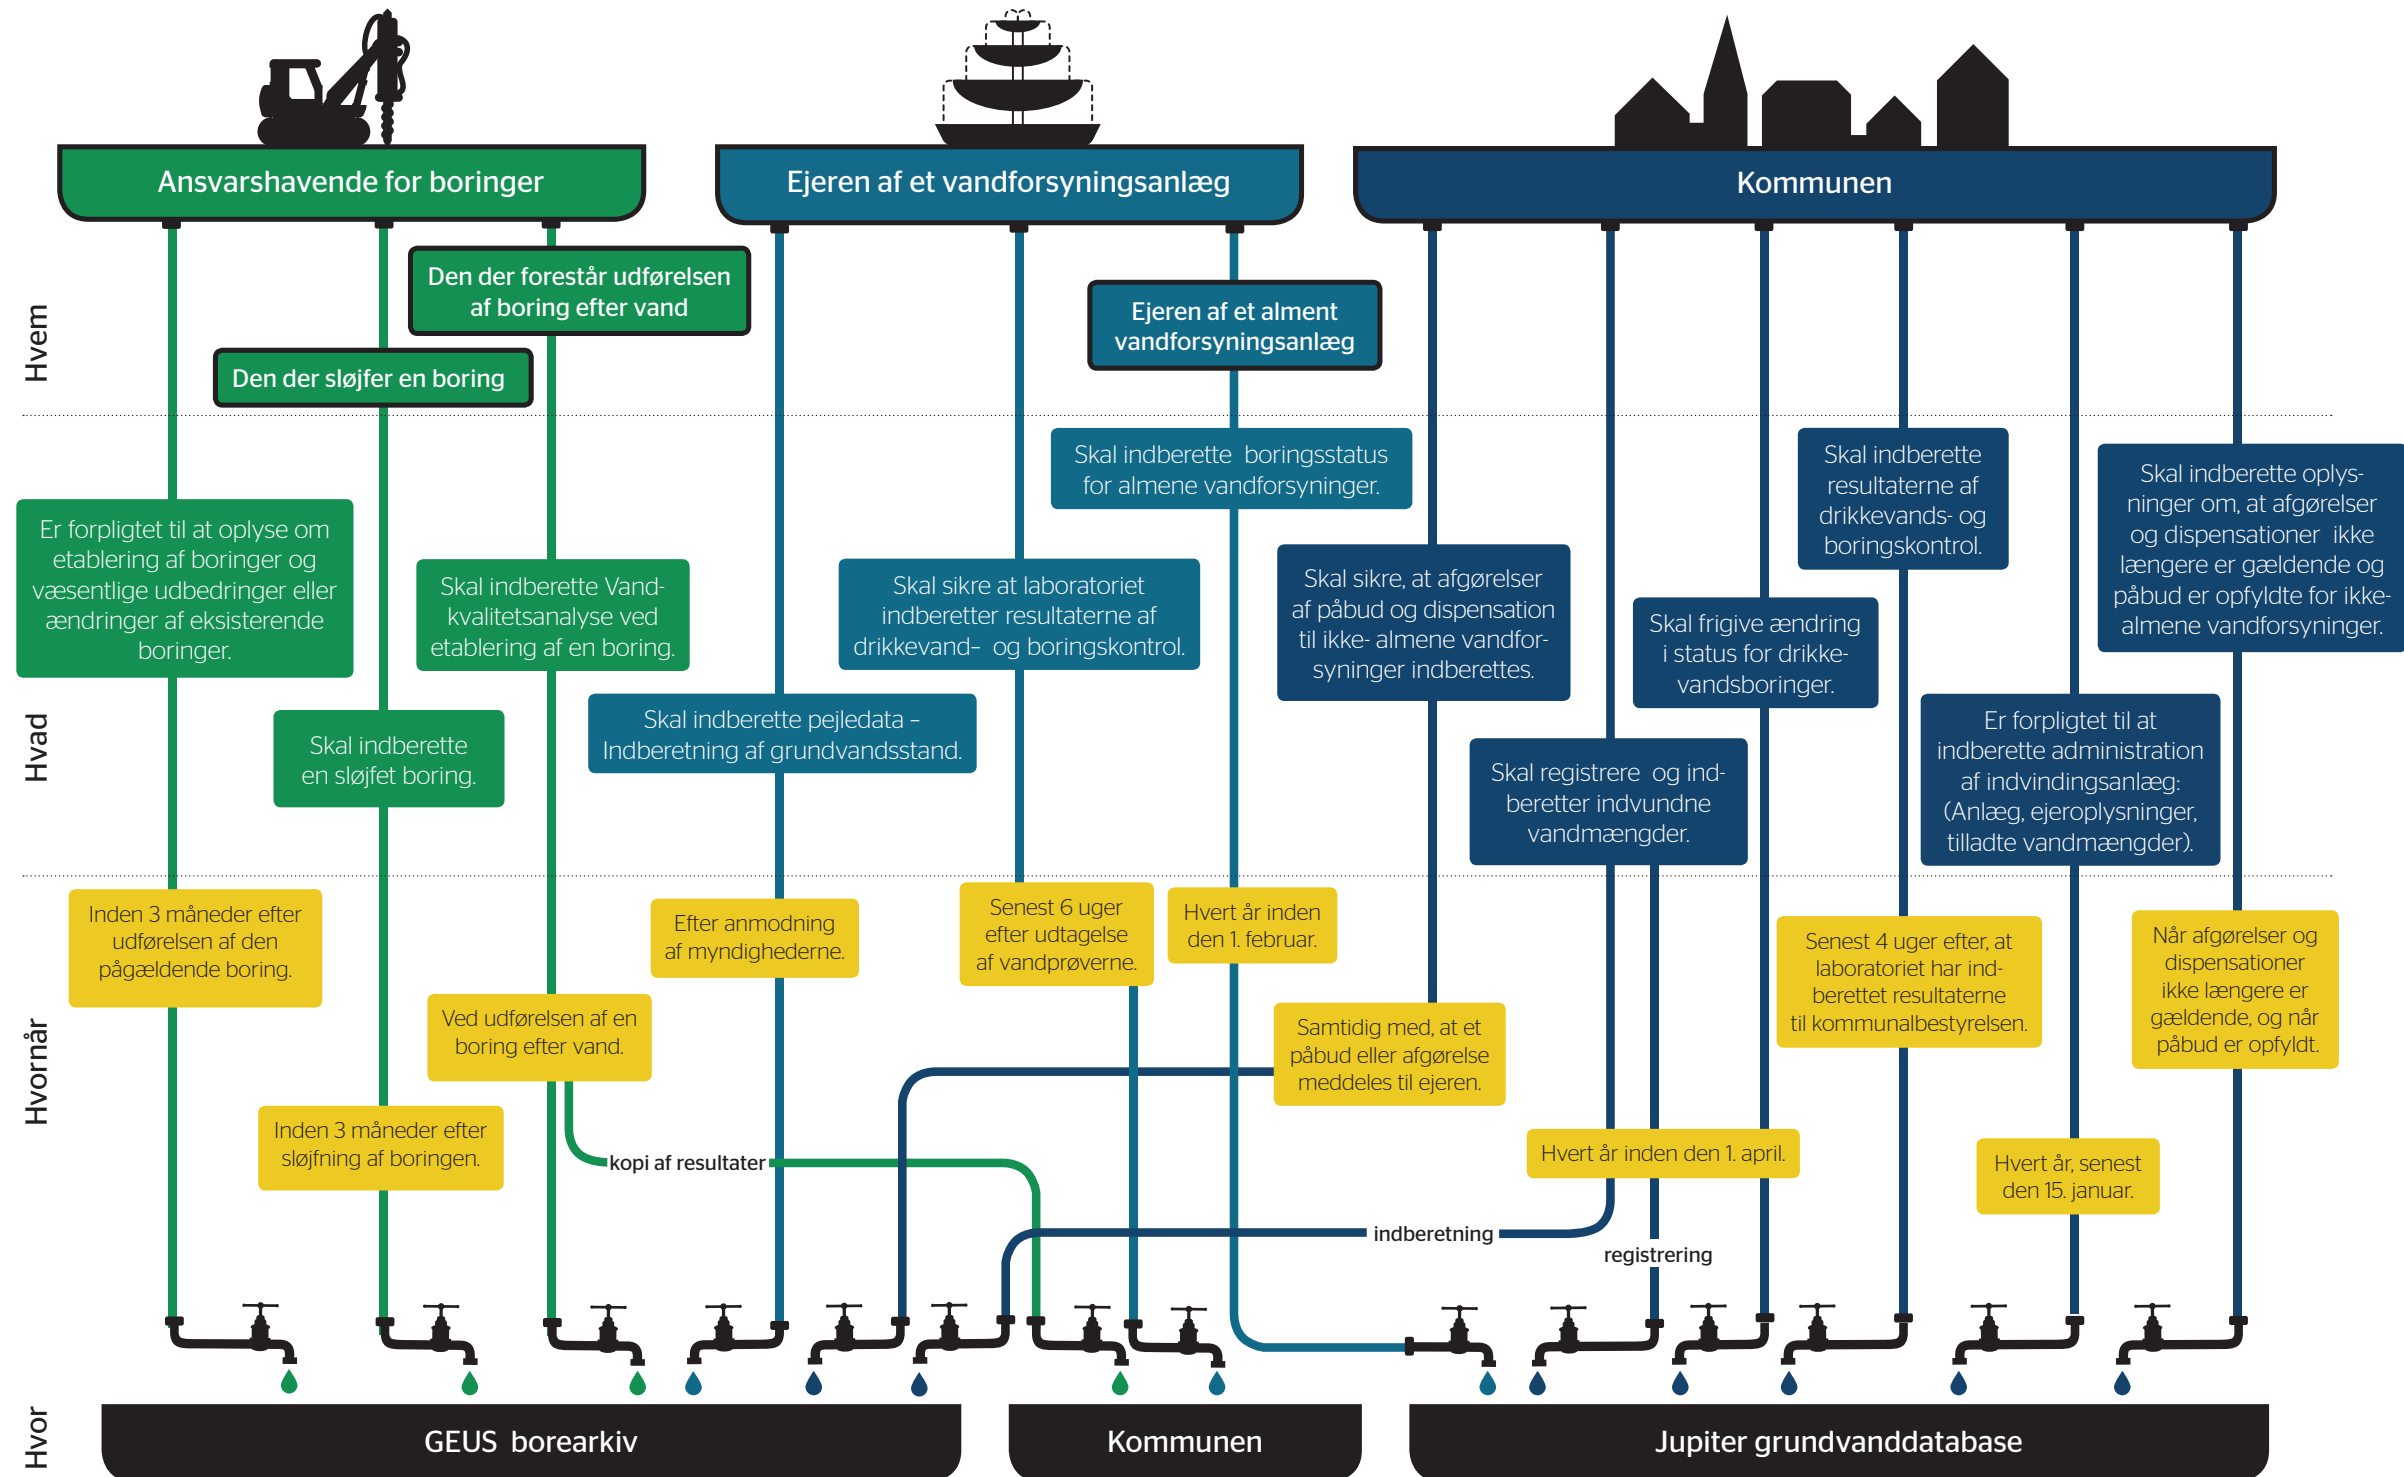 Ansvarshavende for boringer
Ejeren af et vandforsyningsanlæg
Kommunen
Hvem
Den der forestår udførelsen
af boring efter vand
Den der sløjfer en boring
Ejeren af et alment
vandforsyningsanlæg
Hvad
Er forpligtet til at oplyse om
etablering af boringer og
væsentlige udbedringer eller
ændringer af eksisterende
boringer.
Skal indberette
en sløjfet boring.
Skal indberette Vand-
kvalitetsanalyse ved
etablering af en boring.
Skal indberette pejledata –
Indberetning af grundvandsstand.
Skal sikre at laboratoriet
indberetter resultaterne af
drikkevand– og boringskontrol.
Skal indberette  boringsstatus
for almene vandforsyninger.
Skal sikre, at afgørelser
af påbud og dispensation
til ikke- almene vandfor-
syninger indberettes.
Skal registrere  og ind-
beretter indvundne
vandmængder.
Skal frigive ændring
i status for drikke-
vandsboringer.
Skal indberette
resultaterne af
drikkevands- og
boringskontrol.
Er forpligtet til at
indberette administration
af indvindingsanlæg:
(Anlæg, ejeroplysninger,
tilladte vandmængder).
Skal indberette oplys-
ninger om, at afgørelser
og dispensationer  ikke
længere er gældende og
påbud er opfyldte for ikke-
almene vandforsyninger.
Hvornår
Inden 3 måneder efter
udførelsen af den
pågældende boring.
Inden 3 måneder efter
sløjfning af boringen.
Ved udførelsen af en
boring efter vand.
kopi af resultater
Efter anmodning
af myndighederne.
Senest 6 uger
efter udtagelse
af vandprøverne.
Hvert år inden
den 1. februar.
Samtidig med, at et
påbud eller afgørelse
meddeles til ejeren.
Hvert år inden den 1. april.
indberetning
registrering
Senest 4 uger efter, at
laboratoriet har ind-
berettet resultaterne
til kommunalbestyrelsen.
Hvert år, senest
den 15. januar.
Når afgørelser og
dispensationer
ikke længere er
gældende, og når
påbud er opfyldt.
Hvor
GEUS  borearkiv
Kommunen
Jupiter grundvanddatabase